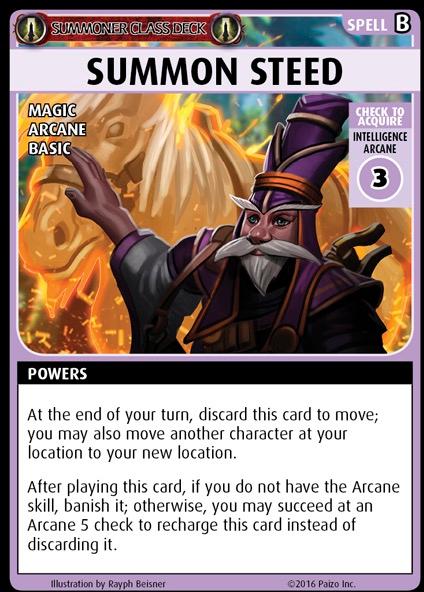 SUMMONER CLASS DECK
SPELL B
SUMMON STEED
MAGIC
ARCANE
BASIC
CHECK TO
ACQUIRE
INTELLIGENCE
ARCANE
3
POWERS
At the end of your turn, discard this card to move;
you may also move another character at your
location to your new location.
After playing this card, if you do not have the Arcane
skill, banish it; otherwise, you may succeed at an
Arcane 5 check to recharge this card instead of
discarding it.
Illustration by Rayph Beisner
©2016 Paizo Inc.